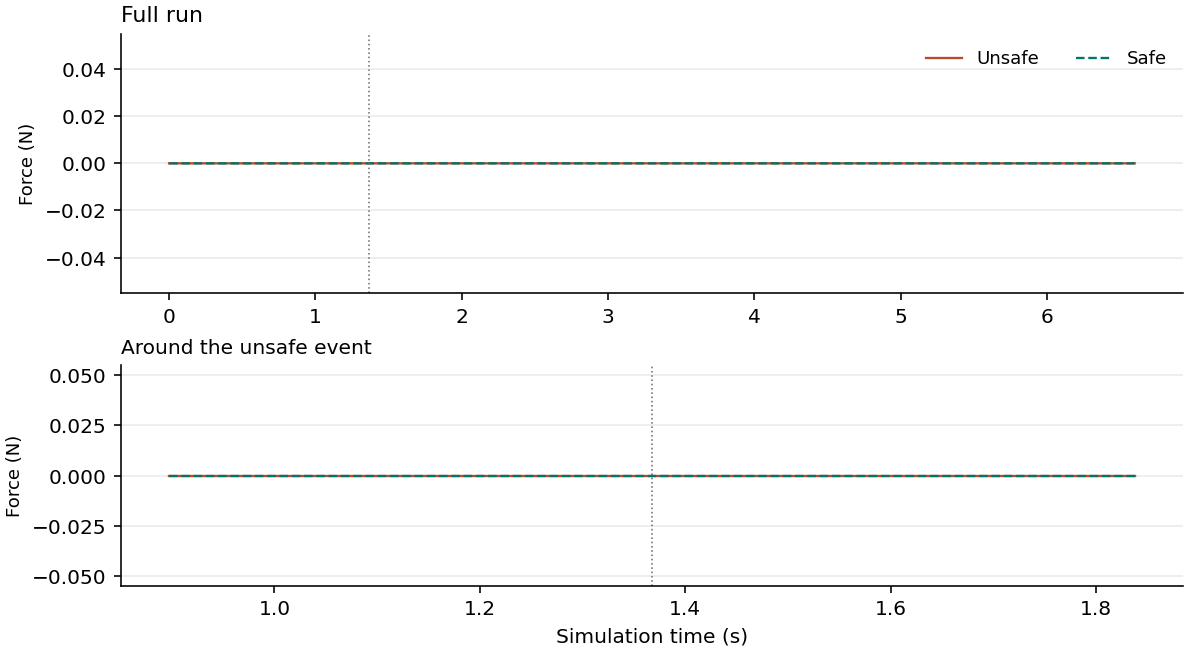 Full run
Unsafe Safe
0.04
0.02
0.00
−0.02
−0.04
Force (N)
0 1 2 3 4 5 6
Around the unsafe event
0.050
0.025
0.000
−0.025
−0.050
Force (N)
1.0 1.2 1.4 1.6 1.8
Simulation time (s)